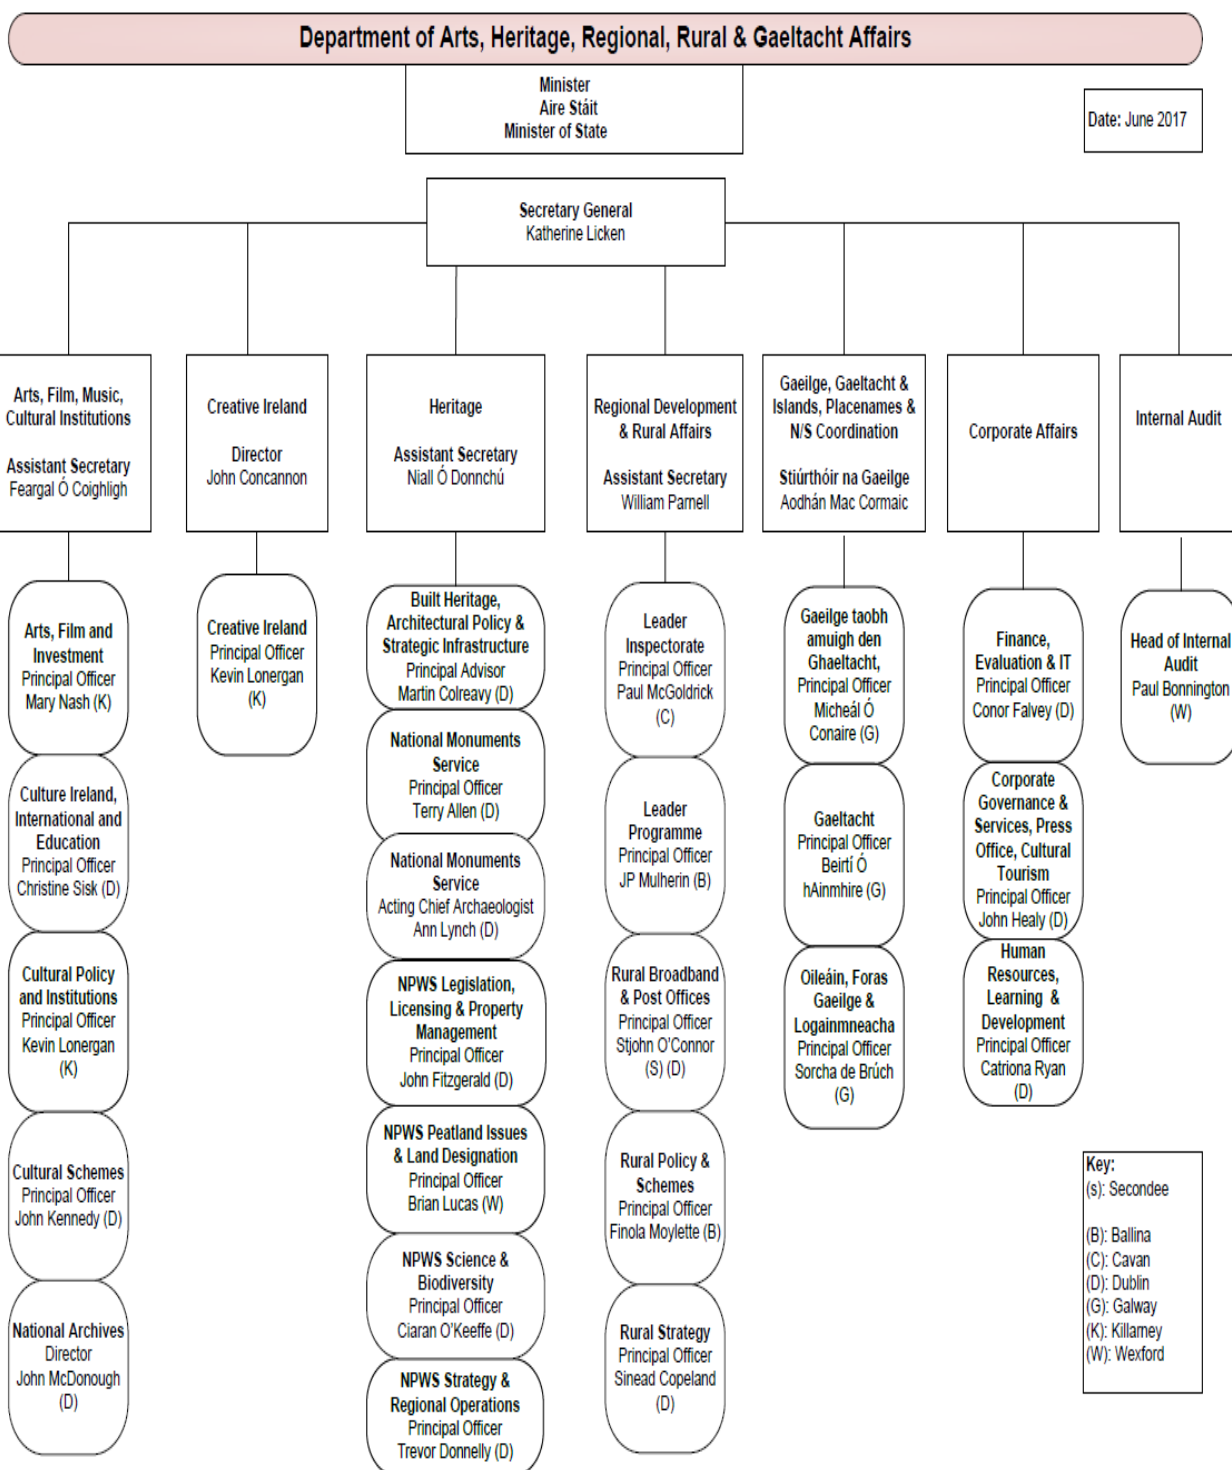 Department of Arts, Heritage, Regional, Rural & Gaeltacht Affairs
Minister
Aire Stáit
Minister of State
Date: June 2017
Secretary General
Katherine Licken
Arts, Film, Music,
Cultural Institutions
Assistant Secretary
Feargal Ó Coighligh
Creative Ireland
Director
John Concannon
Heritage
Assistant Secretary
Niall Ó Donnchú
Regional Development
& Rural Affairs
Assistant Secretary
William Parnell
Gaeilge, Gaeltacht &
Islands, Placenames &
N/S Coordination
Stiúrthóir na Gaeilge
Aodhán Mac Cormaic
Corporate Affairs
Internal Audit
Arts, Film and
Investment
Principal Officer
Mary Nash (K)
Culture Ireland,
International and
Education
Principal Officer
Christine Sisk (D)
Cultural Policy
and Institutions
Principal Officer
Kevin Lonergan
(K)
Cultural Schemes
Principal Officer
John Kennedy (D)
National Archives
Director
John McDonough
(D)
Creative Ireland
Principal Officer
Kevin Lonergan
(K)
Built Heritage,
Architectural Policy &
Strategic Infrastructure
Principal Advisor
Martin Colreavy (D)
National Monuments
Service
Principal Officer
Terry Allen (D)
National Monuments
Service
Acting Chief Archaeologist
Ann Lynch (D)
NPWS Legislation,
Licensing & Property
Management
Principal Officer
John Fitzgerald (D)
NPWS Peatland Issues
& Land Designation
Principal Officer
Brian Lucas (W)
NPWS Science &
Biodiversity
Principal Officer
Ciaran O'Keeffe (D)
NPWS Strategy &
Regional Operations
Principal Officer
Trevor Donnelly (D)
Leader
Inspectorate
Principal Officer
Paul McGoldrick
(C)
Leader
Programme
Principal Officer
JP Mulherin (B)
Rural Broadband
& Post Offices
Principal Officer
Stjohn O'Connor
(S) (D)
Rural Policy &
Schemes
Principal Officer
Finola Moylette (B)
Rural Strategy
Principal Officer
Sinead Copeland
(D)
Gaeilge taobh
amuigh den
Ghaeltacht,
Principal Officer
Micheál Ó
Conaire (G)
Gaeltacht
Principal Officer
Beirtí Ó
hAinmhire (G)
Oileáin, Foras
Gaeilge &
Logainmneacha
Principal Officer
Sorcha de Brúch
(G)
Finance,
Evaluation & IT
Principal Officer
Conor Falvey (D)
Corporate
Governance &
Services, Press
Office, Cultural
Tourism
Principal Officer
John Healy (D)
Human
Resources,
Learning &
Development
Principal Officer
Catriona Ryan
(D)
Head of Internal
Audit
Paul Bonnington
(W)
Key:
(s): Secondee
(B): Ballina
(C): Cavan
(D): Dublin
(G): Galway
(K): Killarney
(W): Wexford